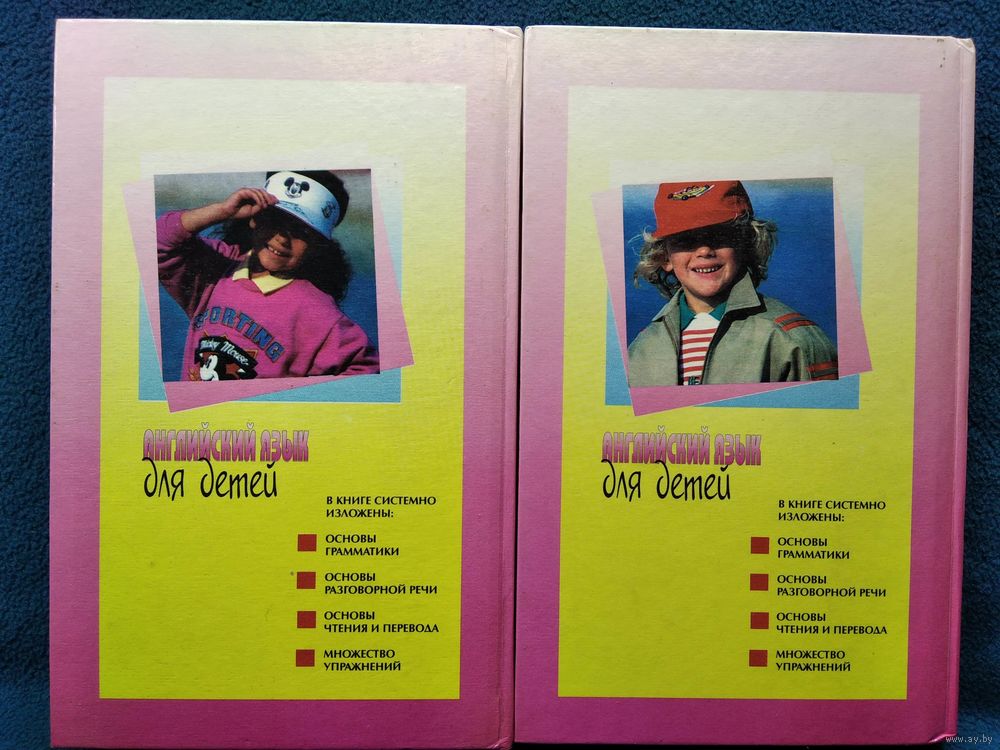 SPORTING
Mickey Mouse
АНГЛИЙСКИЙ ЯЗЫК
для детей
В КНИГЕ СИСТЕМНО
ИЗЛОЖЕНЫ:
ОСНОВЫ
ГРАММАТИКИ
ОСНОВЫ
РАЗГОВОРНОЙ РЕЧИ
ОСНОВЫ
ЧТЕНИЯ И ПЕРЕВОДА
МНОЖЕСТВО
УПРАЖНЕНИЙ
АНГЛИЙСКИЙ ЯЗЫК
для детей
В КНИГЕ СИСТЕМНО
ИЗЛОЖЕНЫ:
ОСНОВЫ
ГРАММАТИКИ
ОСНОВЫ
РАЗГОВОРНОЙ РЕЧИ
ОСНОВЫ
ЧТЕНИЯ И ПЕРЕВОДА
МНОЖЕСТВО
УПРАЖНЕНИЙ
www.ay.by